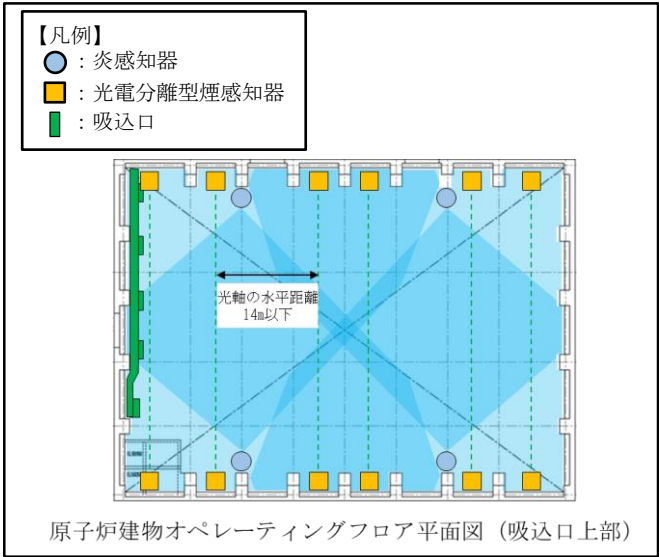 【凡例】
：炎感知器
：光電分離型煙感知器
：吸込口
光軸の水平距離
14m以下
原子炉建物オペレーティングフロア平面図（吸込口上部）